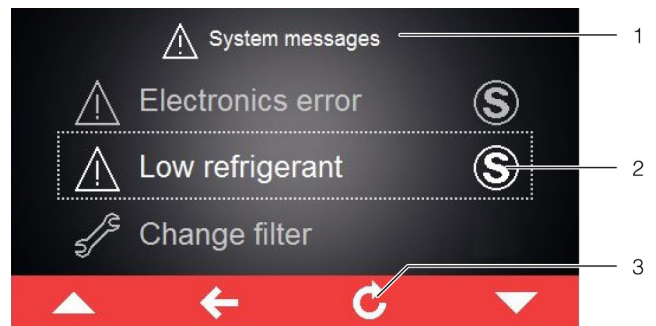 System messages
1
Electronics error
S
Low refrigerant
S
2
Change filter
3